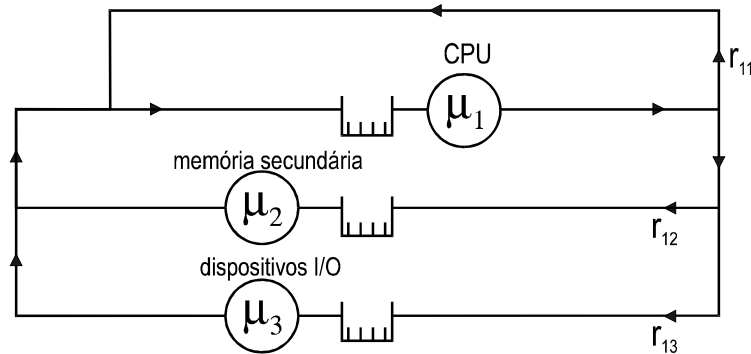 CPU
r11
μ1
memória secundária
μ2
r12
dispositivos I/O
μ3
r13